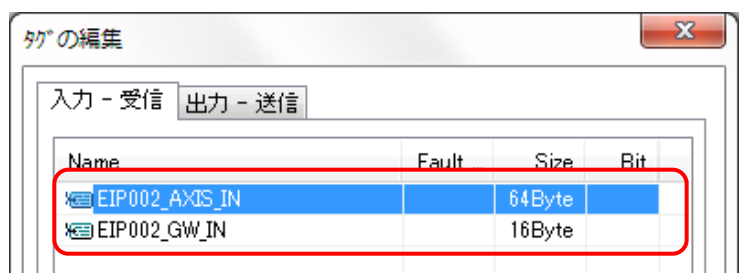 ﾀｸﾞの編集
入力 - 受信 出力 - 送信
Name Fault ... Size Bit
EIP002_AXIS_IN 64Byte
EIP002_GW_IN 16Byte